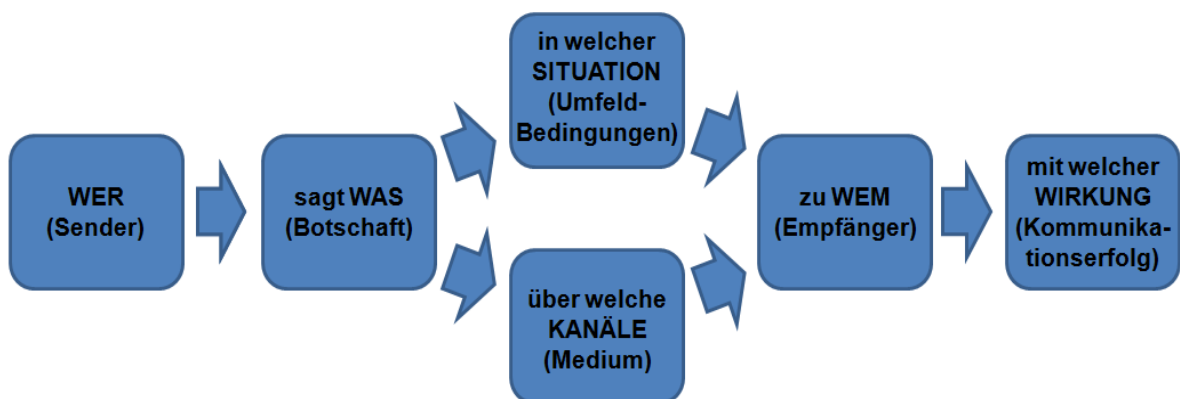 WER
(Sender)
sagt WAS
(Botschaft)
in welcher
SITUATION
(Umfeld-
Bedingungen)
über welche
KANÄLE
(Medium)
zu WEM
(Empfänger)
mit welcher
WIRKUNG
(Kommunika-
tionserfolg)